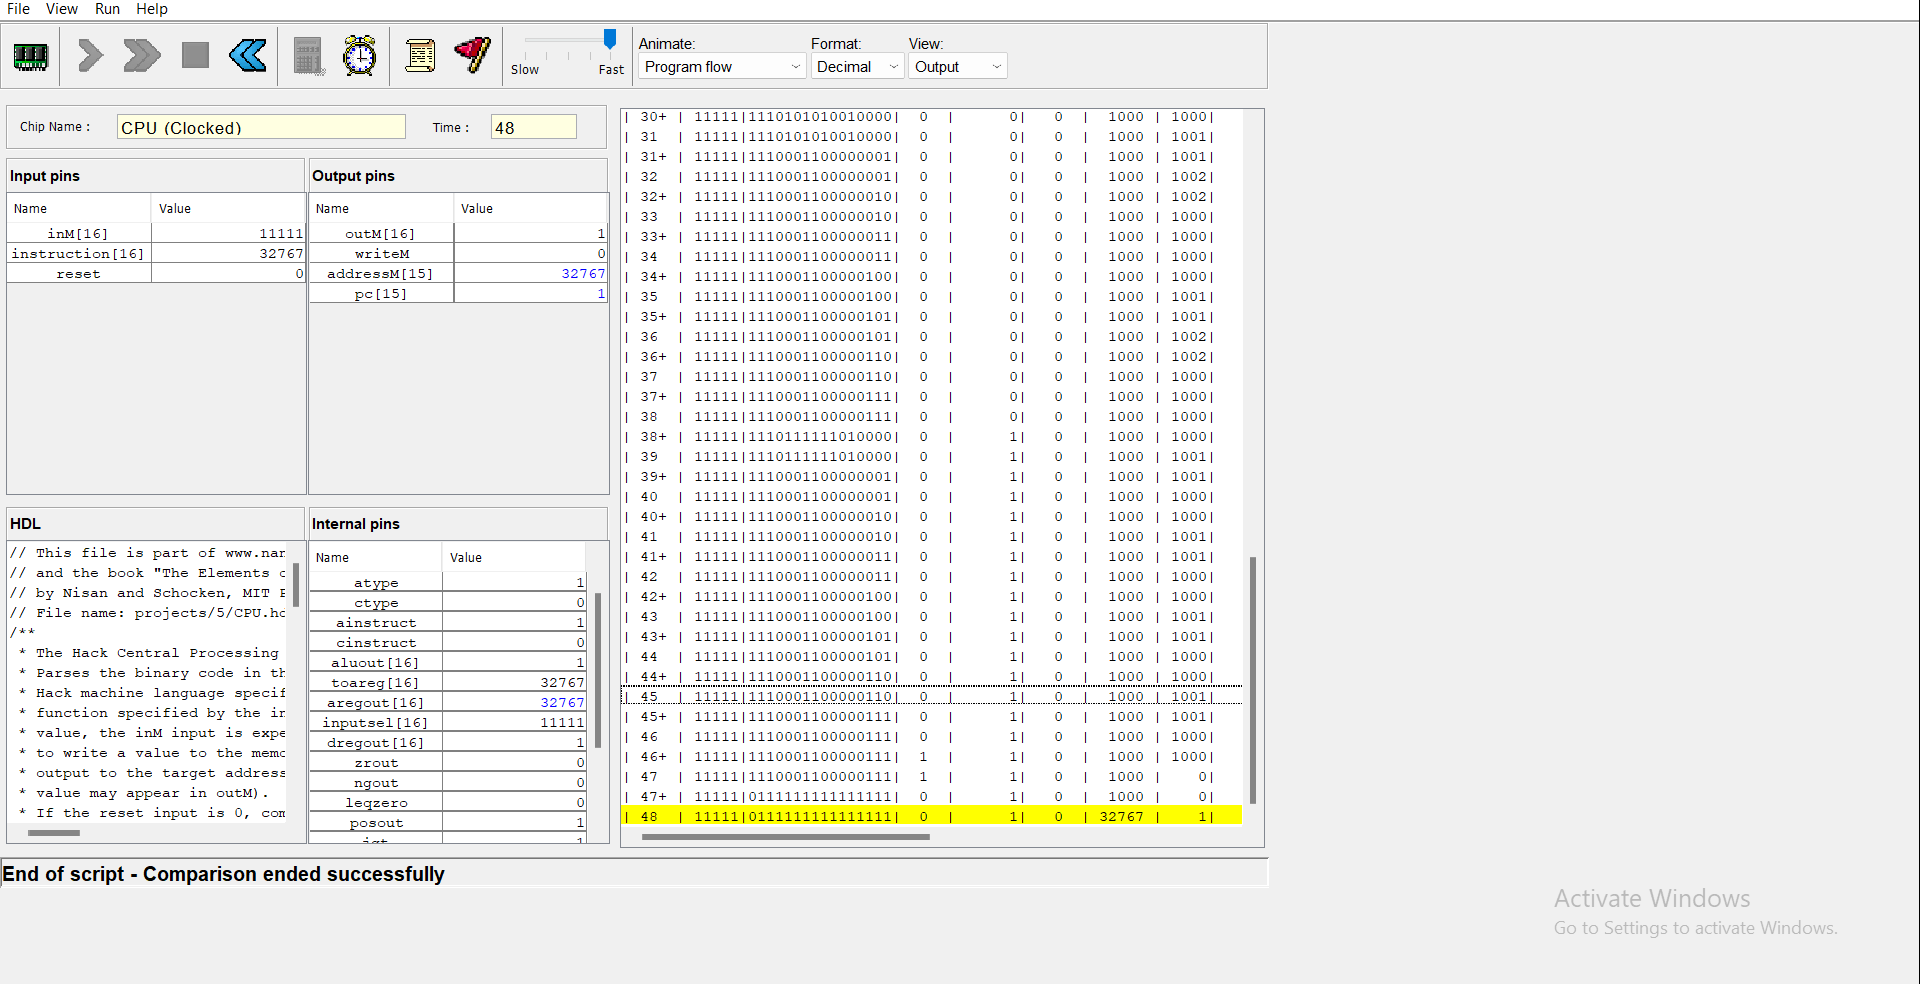 File View Run Help
Animate: Format: View:
Slow Fast Program flow Decimal Output
Chip Name : CPU (Clocked) Time : 48
Input pins
Name Value
inM[16] 11111
instruction[16] 32767
reset 0
Output pins
Name Value
outM[16] 1
writeM 0
addressM[15] 32767
pc[15] 1
HDL
// This file is part of www.nan
// and the book "The Elements o
// by Nisan and Schocken, MIT P
// File name: projects/5/CPU.hd
/**
* The Hack Central Processing
* Parses the binary code in th
* Hack machine language specif
* function specified by the in
* value, the inM input is expe
* to write a value to the memo
* output to the target address
* value may appear in outM).
* If the reset input is 0, com
Internal pins
Name Value
atype 1
ctype 0
ainstruct 1
cinstruct 0
aluout[16] 1
toareg[16] 32767
aregout[16] 32767
inputsel[16] 11111
dregout[16] 1
zrout 0
ngout 0
leqzero 0
posout 1
jgt 1
| 30+ | 11111|1110101010010000| 0 | 0| 0 | 1000 | 1000|
| 31 | 11111|1110101010010000| 0 | 0| 0 | 1000 | 1001|
| 31+ | 11111|1110001100000001| 0 | 0| 0 | 1000 | 1001|
| 32 | 11111|1110001100000001| 0 | 0| 0 | 1000 | 1002|
| 32+ | 11111|1110001100000010| 0 | 0| 0 | 1000 | 1002|
| 33 | 11111|1110001100000010| 0 | 0| 0 | 1000 | 1000|
| 33+ | 11111|1110001100000011| 0 | 0| 0 | 1000 | 1000|
| 34 | 11111|1110001100000011| 0 | 0| 0 | 1000 | 1000|
| 34+ | 11111|1110001100000100| 0 | 0| 0 | 1000 | 1000|
| 35 | 11111|1110001100000100| 0 | 0| 0 | 1000 | 1001|
| 35+ | 11111|1110001100000101| 0 | 0| 0 | 1000 | 1001|
| 36 | 11111|1110001100000101| 0 | 0| 0 | 1000 | 1002|
| 36+ | 11111|1110001100000110| 0 | 0| 0 | 1000 | 1002|
| 37 | 11111|1110001100000110| 0 | 0| 0 | 1000 | 1000|
| 37+ | 11111|1110001100000111| 0 | 0| 0 | 1000 | 1000|
| 38 | 11111|1110001100000111| 0 | 0| 0 | 1000 | 1000|
| 38+ | 11111|1110111111010000| 0 | 1| 0 | 1000 | 1000|
| 39 | 11111|1110111111010000| 0 | 1| 0 | 1000 | 1001|
| 39+ | 11111|1110001100000001| 0 | 1| 0 | 1000 | 1001|
| 40 | 11111|1110001100000001| 0 | 1| 0 | 1000 | 1000|
| 40+ | 11111|1110001100000010| 0 | 1| 0 | 1000 | 1000|
| 41 | 11111|1110001100000010| 0 | 1| 0 | 1000 | 1001|
| 41+ | 11111|1110001100000011| 0 | 1| 0 | 1000 | 1001|
| 42 | 11111|1110001100000011| 0 | 1| 0 | 1000 | 1000|
| 42+ | 11111|1110001100000100| 0 | 1| 0 | 1000 | 1000|
| 43 | 11111|1110001100000100| 0 | 1| 0 | 1000 | 1001|
| 43+ | 11111|1110001100000101| 0 | 1| 0 | 1000 | 1001|
| 44 | 11111|1110001100000101| 0 | 1| 0 | 1000 | 1000|
| 44+ | 11111|1110001100000110| 0 | 1| 0 | 1000 | 1000|
| 45 | 11111|1110001100000110| 0 | 1| 0 | 1000 | 1001|
| 45+ | 11111|1110001100000111| 0 | 1| 0 | 1000 | 1001|
| 46 | 11111|1110001100000111| 0 | 1| 0 | 1000 | 1000|
| 46+ | 11111|1110001100000111| 1 | 1| 0 | 1000 | 1000|
| 47 | 11111|1110001100000111| 1 | 1| 0 | 1000 | 0|
| 47+ | 11111|0111111111111111| 0 | 1| 0 | 1000 | 0|
| 48 | 11111|0111111111111111| 0 | 1| 0 | 32767 | 1|
End of script - Comparison ended successfully
Activate Windows
Go to Settings to activate Windows.